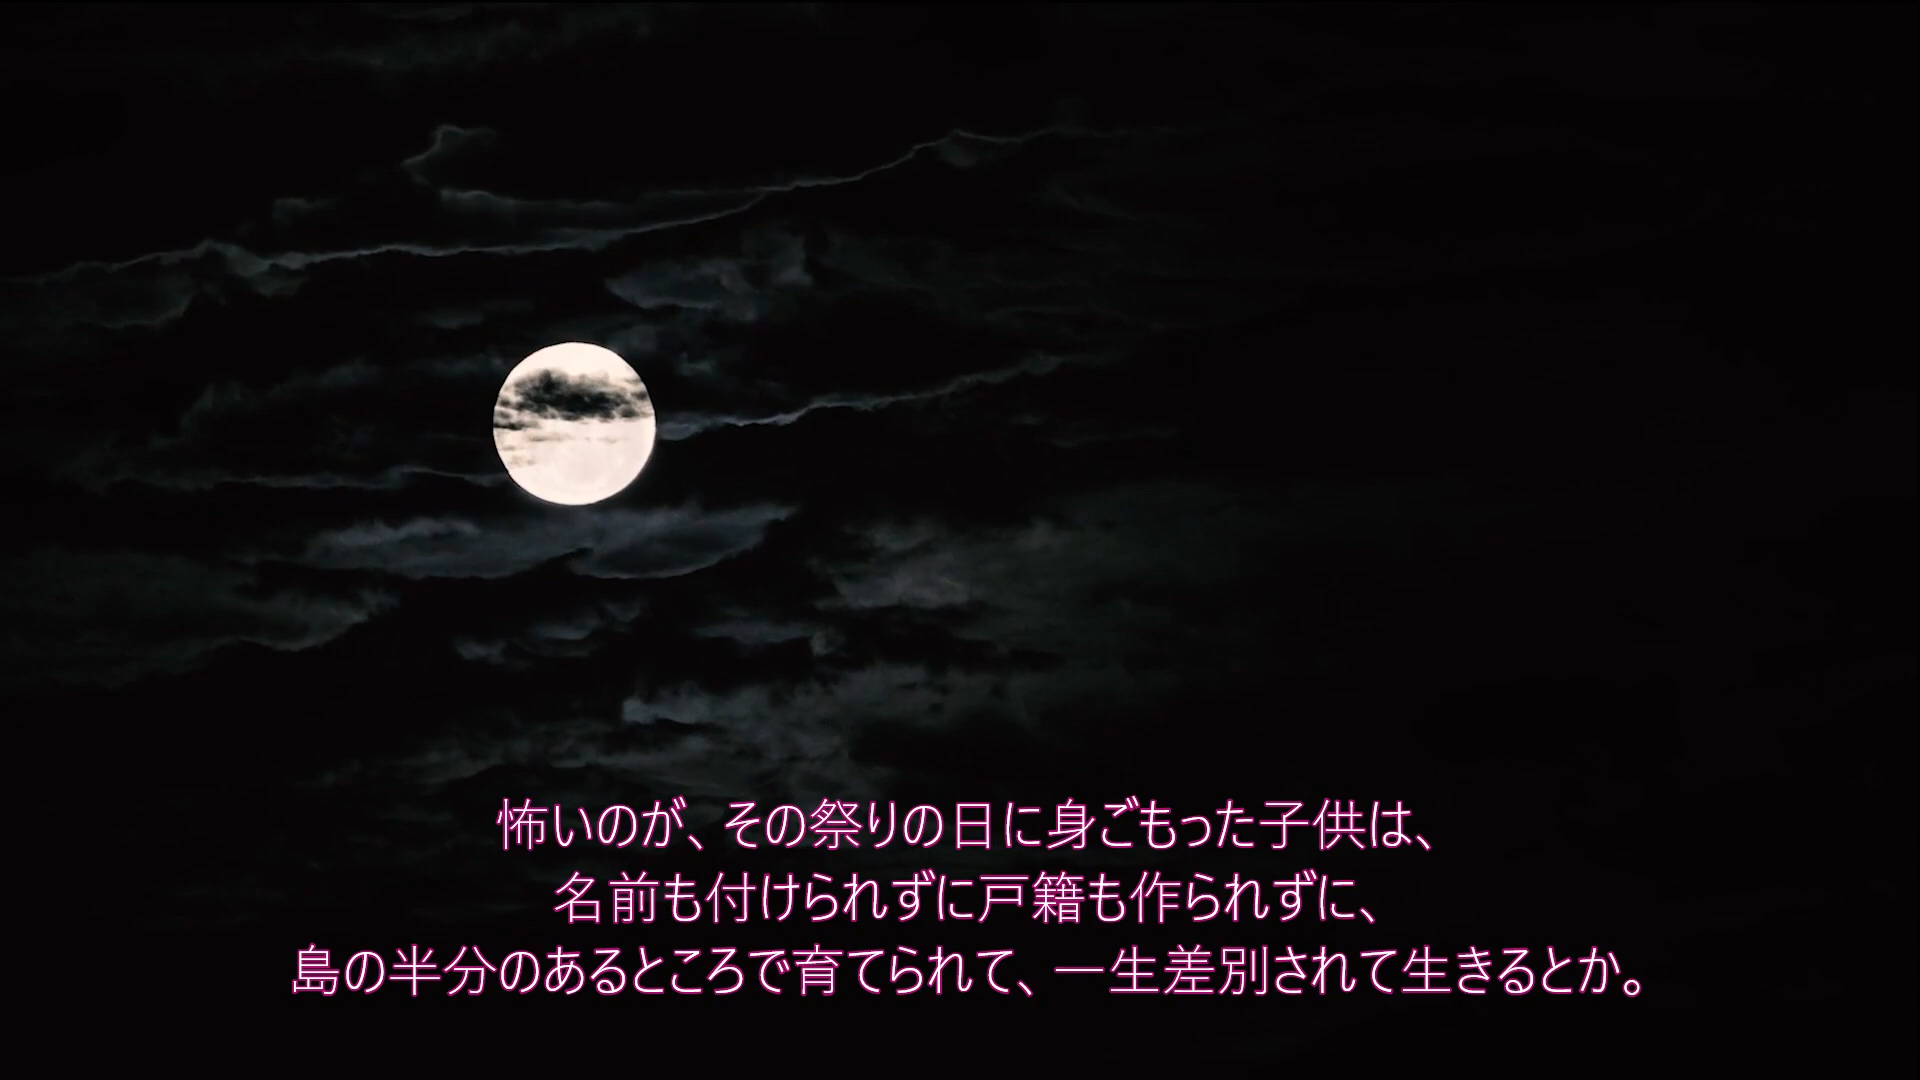 怖いのが、その祭りの日に身ごもった子供は、
名前も付けられずに戸籍も作られずに、
島の半分のあるところで育てられて、一生差別されて生きるとか。